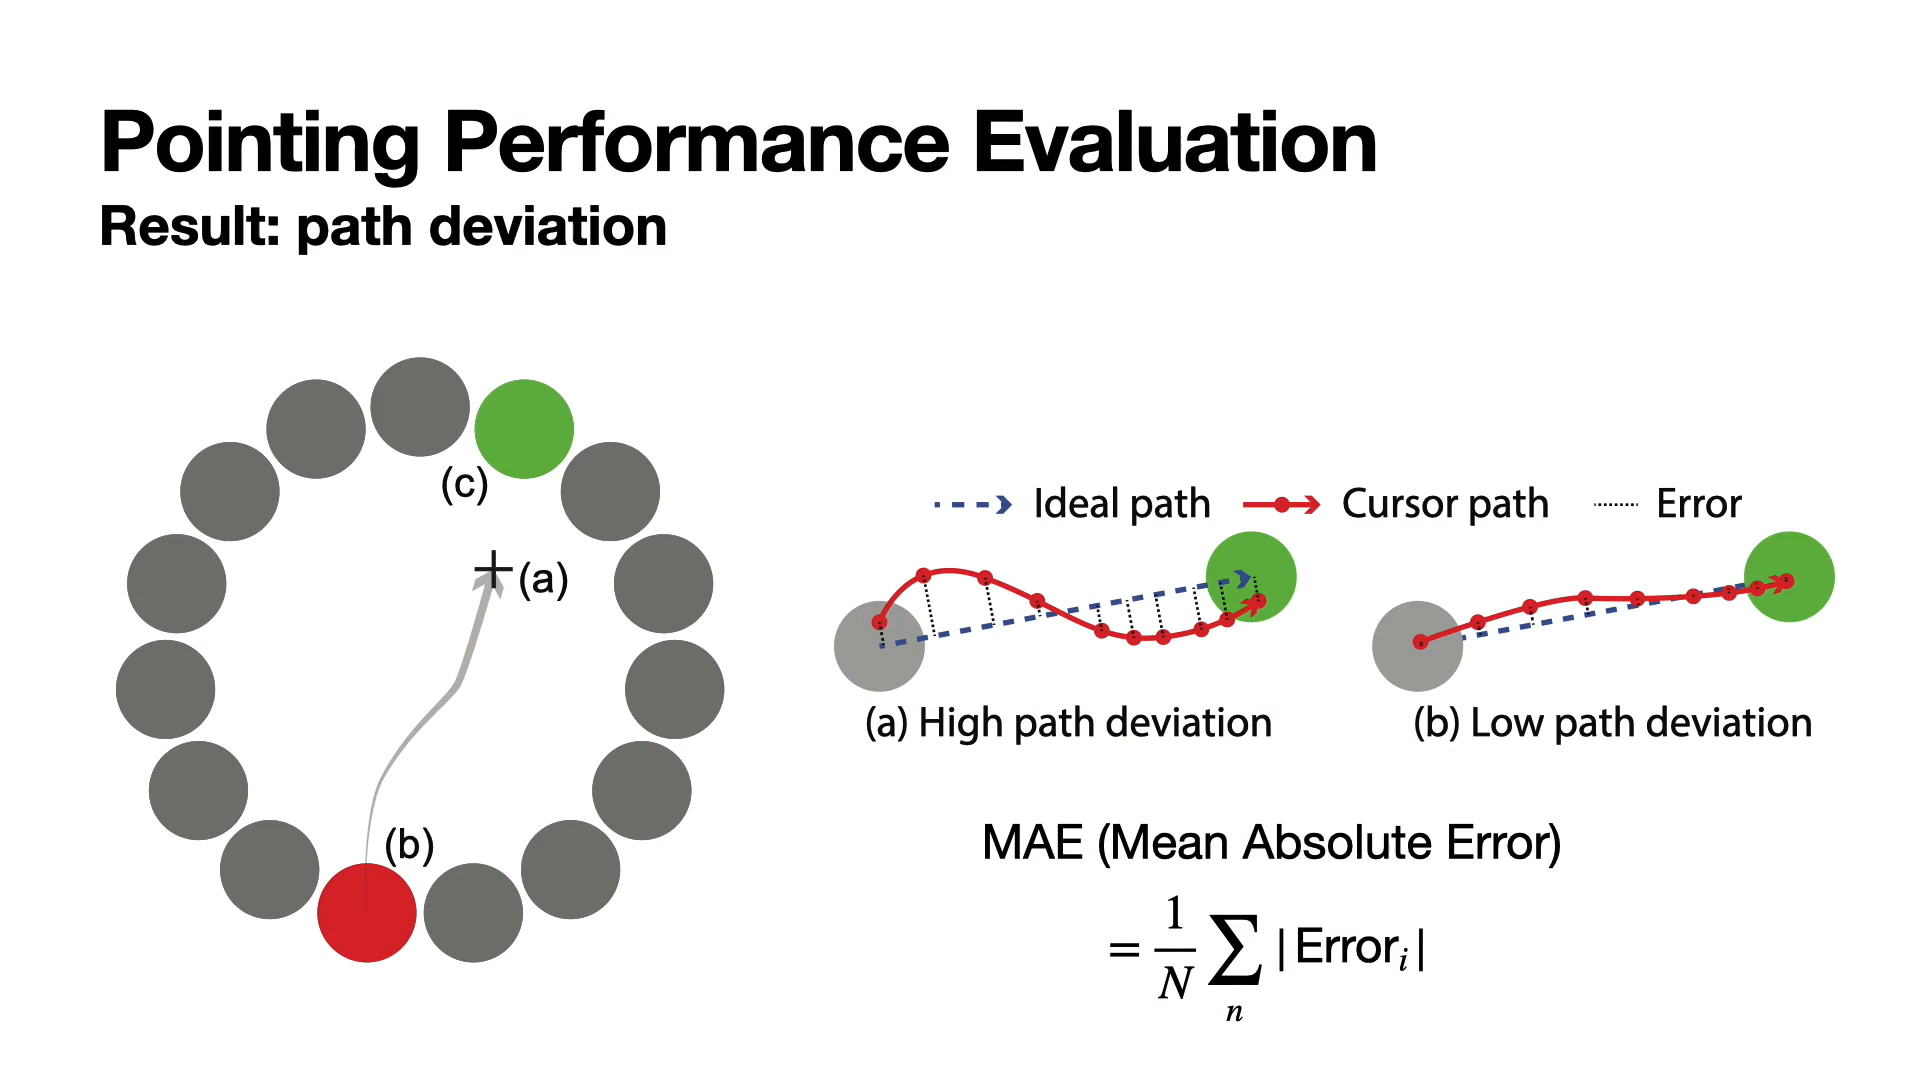 Pointing Performance Evaluation
Result: path deviation
(c)
(a)
(b)
Ideal path Cursor path Error
(a) High path deviation
(b) Low path deviation
MAE (Mean Absolute Error)
= 1/N ∑n |Errori|